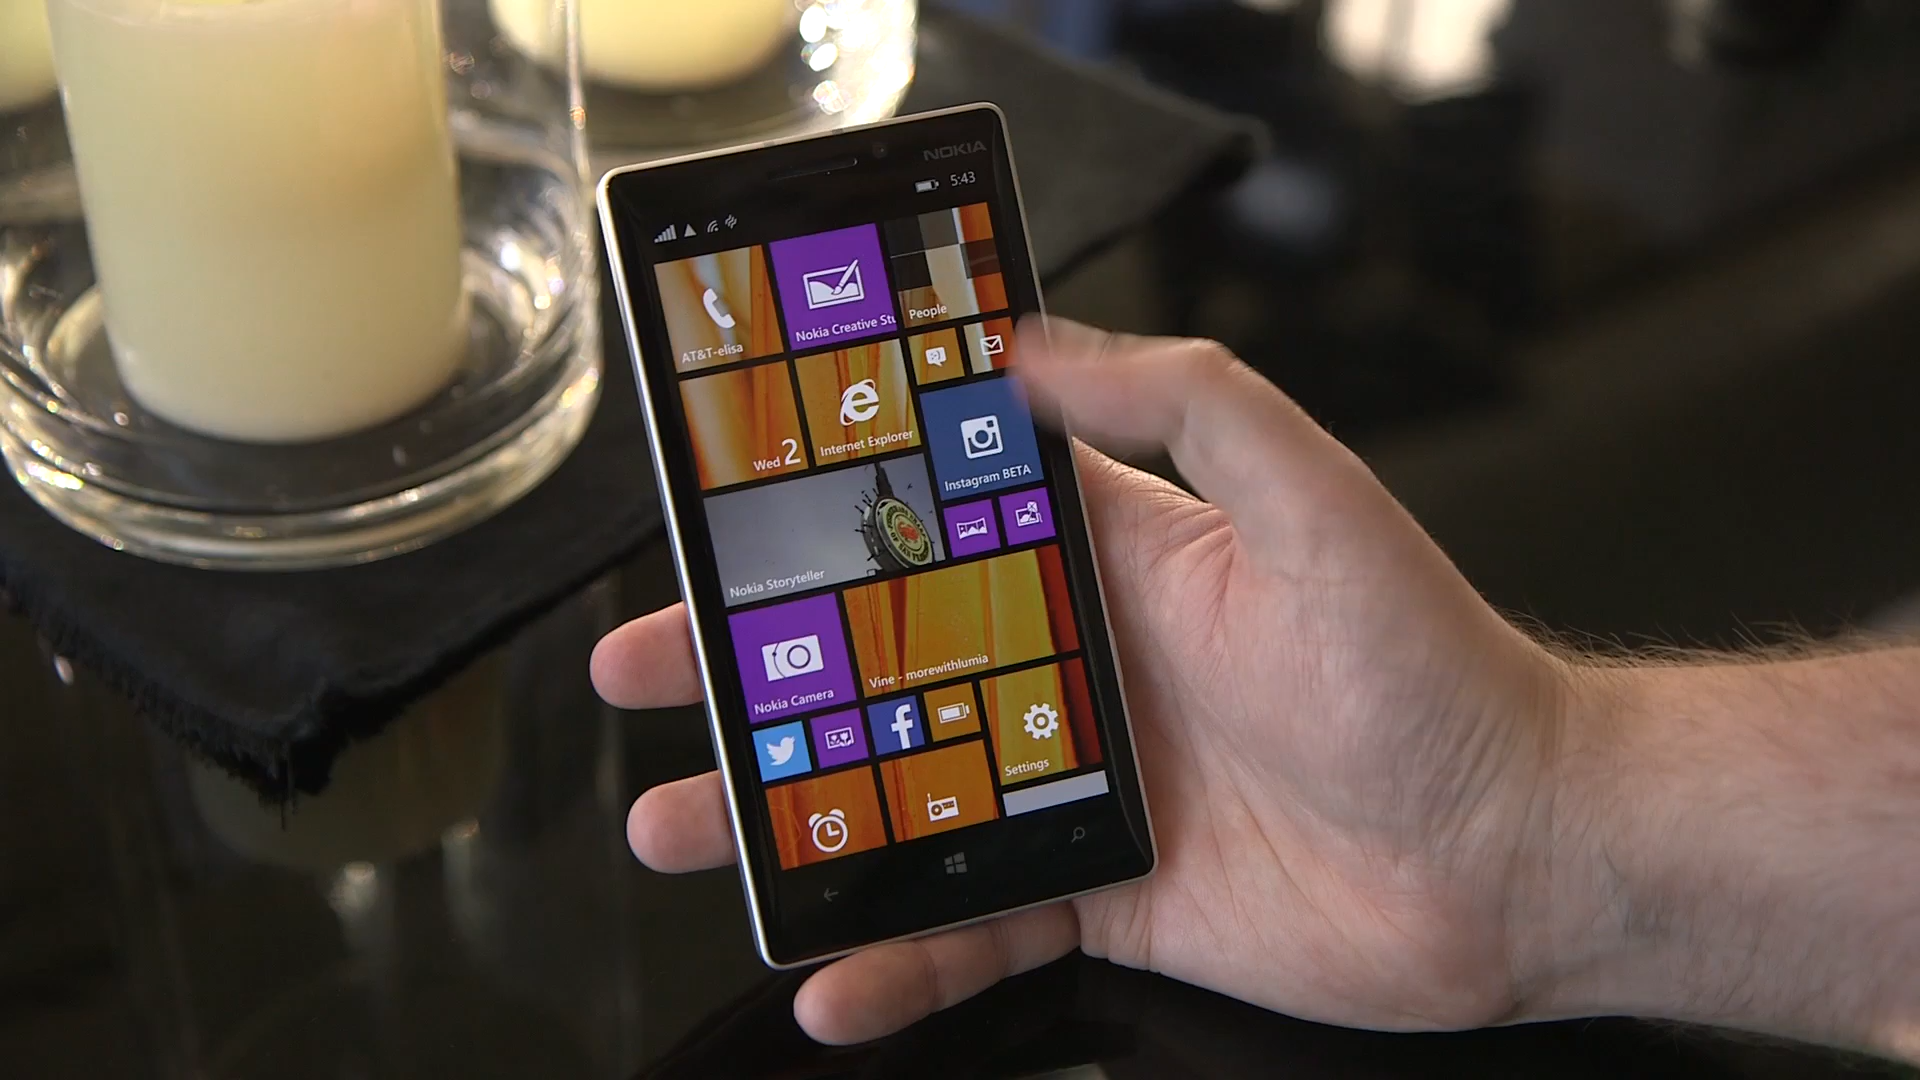 NOKIA
5:43
AT&T-elisa
Nokia Creative Stu
People
Wed 2
Internet Explorer
Instagram BETA
Nokia Storyteller
Nokia Camera
Vine - morewithlumia
Settings